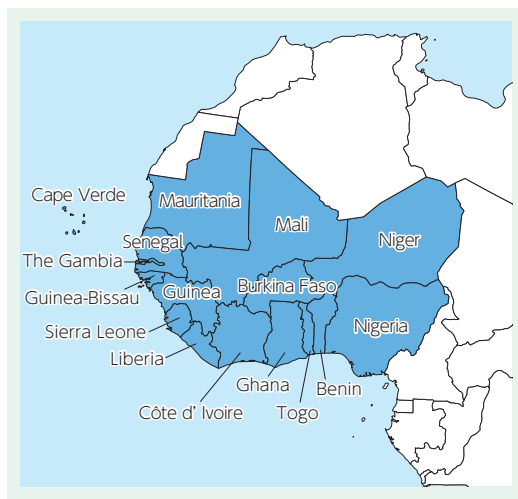 Cape Verde
Mauritania
Mali
Niger
Senegal
The Gambia
Guinea-Bissau
Guinea
Burkina Faso
Sierra Leone
Nigeria
Liberia
Ghana
Benin
Côte d' Ivoire
Togo